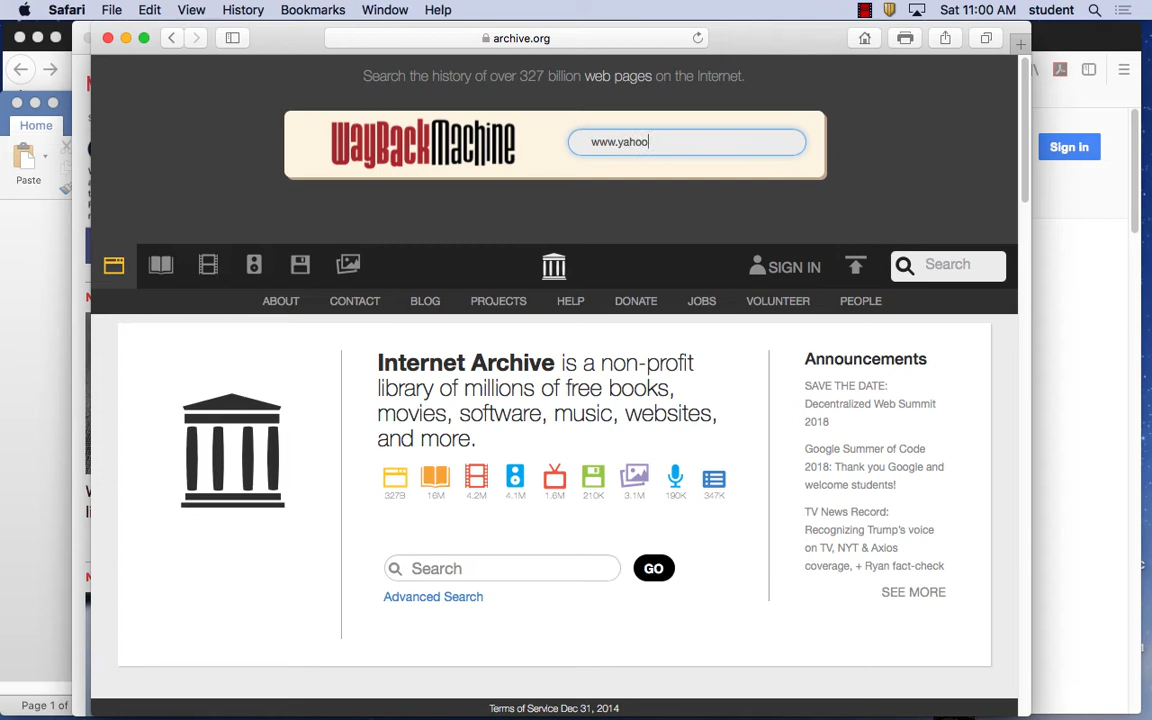 Safari File Edit View History Bookmarks Window Help Sat 11:00 AM student
archive.org
Search the history of over 327 billion web pages on the Internet.
WayBackMachine www.yahoo
Home
Paste
Sign In
SIGN IN Search
ABOUT CONTACT BLOG PROJECTS HELP DONATE JOBS VOLUNTEER PEOPLE
Internet Archive is a non-profit
library of millions of free books,
movies, software, music, websites,
and more.
327B 16M 4.2M 4.1M 1.6M 210K 3.1M 190K 347K
Search GO
Advanced Search
Announcements
SAVE THE DATE:
Decentralized Web Summit
2018
Google Summer of Code
2018: Thank you Google and
welcome students!
TV News Record:
Recognizing Trump's voice
on TV, NYT & Axios
coverage, + Ryan fact-check
SEE MORE
Page 1 of
Terms of Service Dec 31, 2014